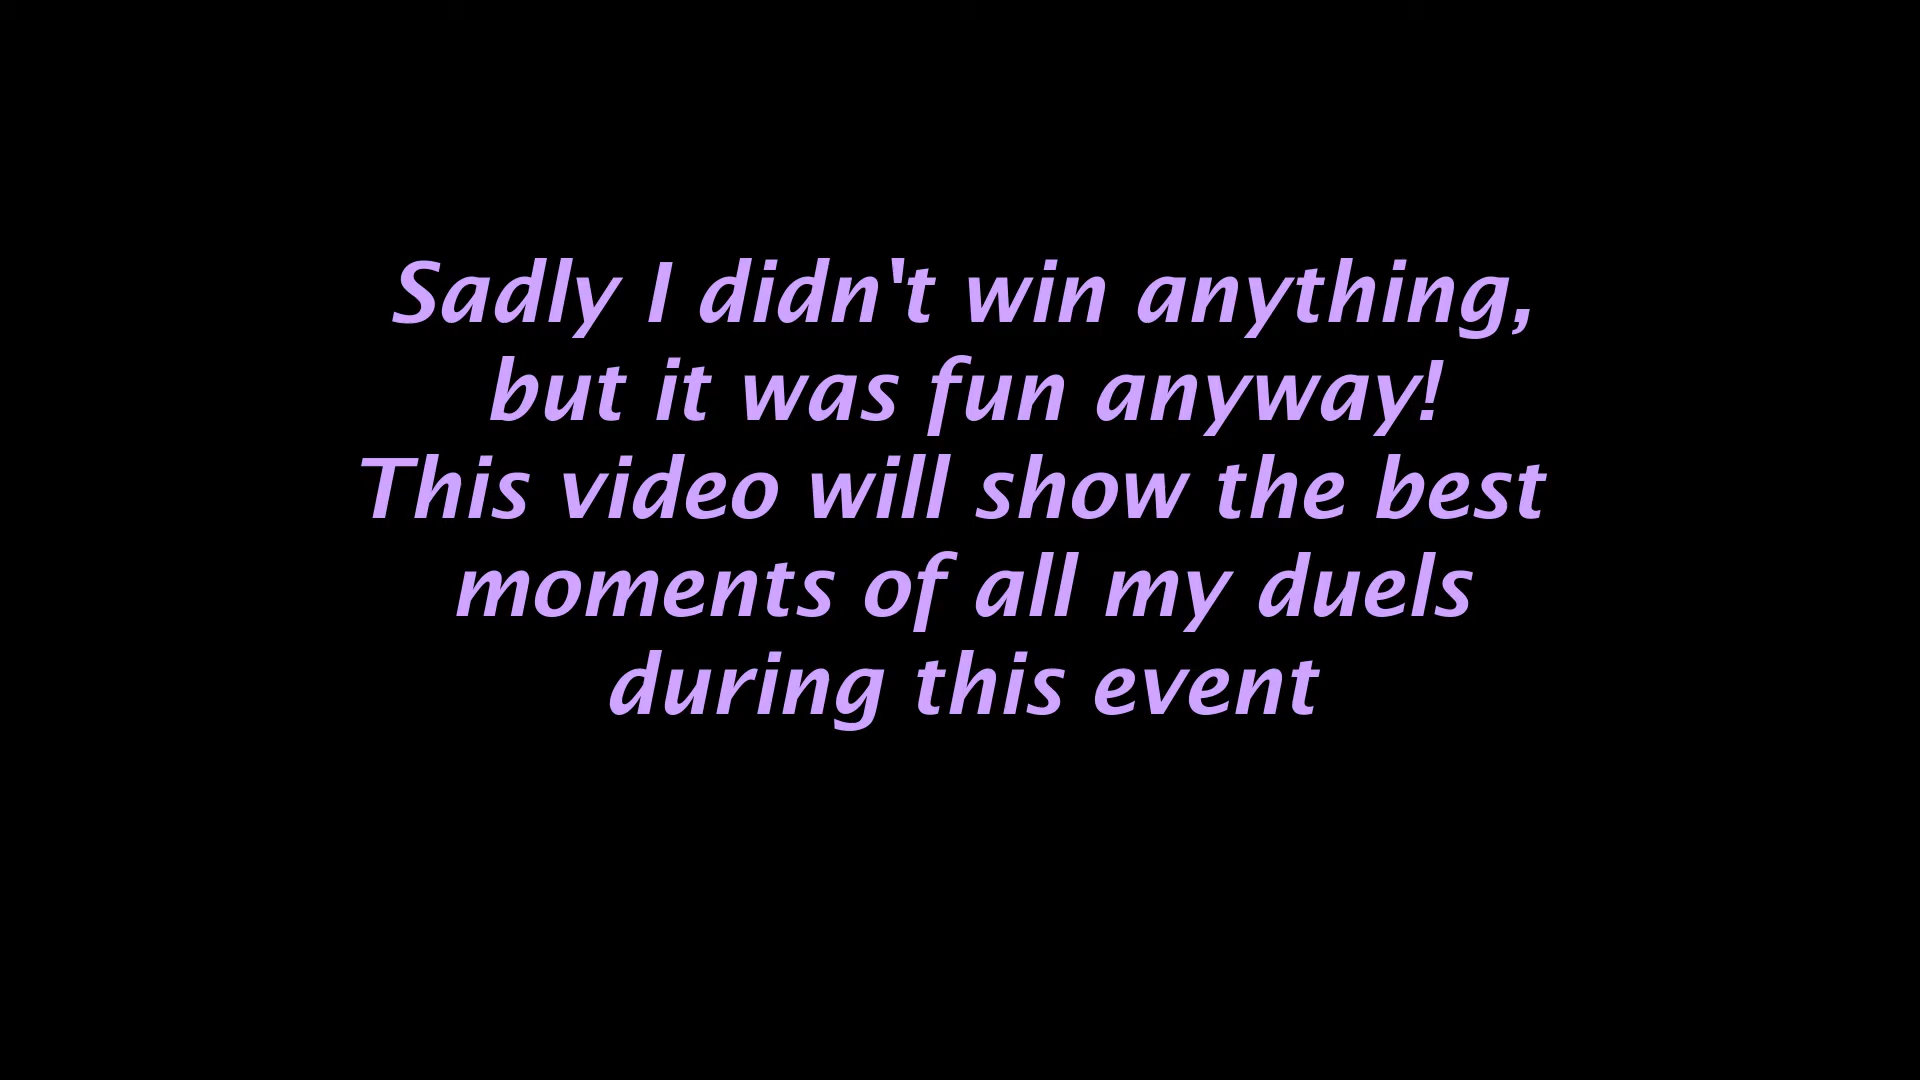 Sadly I didn't win anything,
but it was fun anyway!
This video will show the best
moments of all my duels
during this event